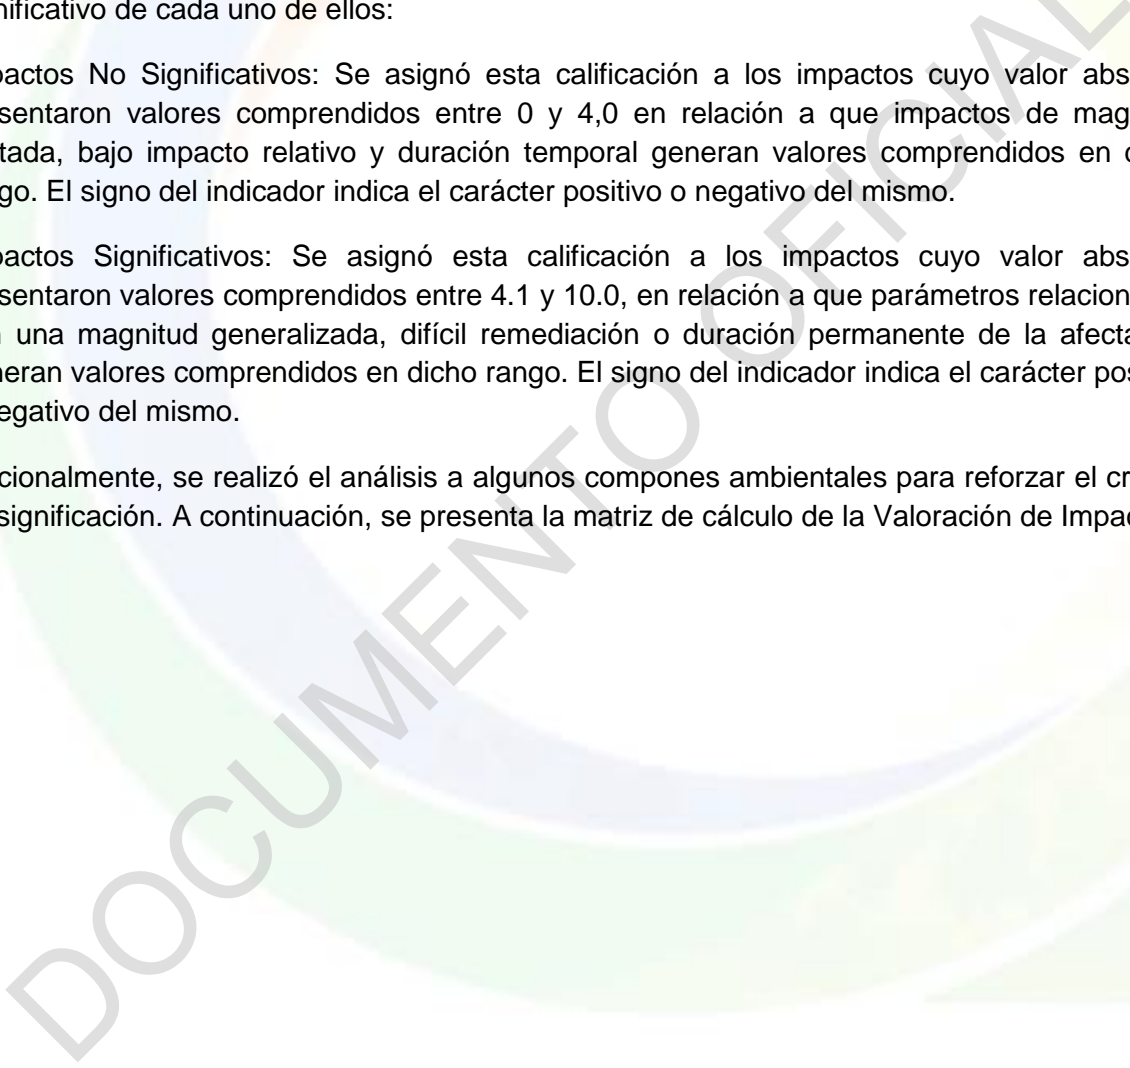 nificativo de cada uno de ellos:
pactos No Significativos: Se asignó esta calificación a los impactos cuyo valor abs
sentaron valores comprendidos entre 0 y 4,0 en relación a que impactos de mag
tada, bajo impacto relativo y duración temporal generan valores comprendidos en
go. El signo del indicador indica el carácter positivo o negativo del mismo.
pactos Significativos: Se asignó esta calificación a los impactos cuyo valor abs
sentaron valores comprendidos entre 4.1 y 10.0, en relación a que parámetros relacion
una magnitud generalizada, difícil remediación o duración permanente de la afecta
neran valores comprendidos en dicho rango. El signo del indicador indica el carácter pos
egativo del mismo.
cionalmente, se realizó el análisis a algunos compones ambientales para reforzar el cr
significación. A continuación, se presenta la matriz de cálculo de la Valoración de Impac
DOCUMENTO OFICIAL